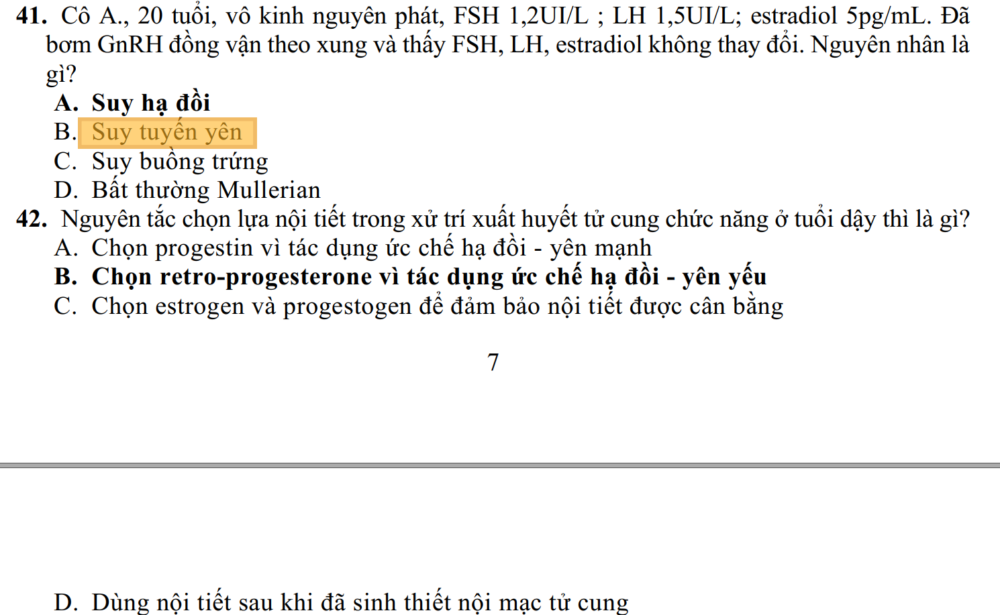 41. Cô A., 20 tuổi, vô kinh nguyên phát, FSH 1,2UI/L ; LH 1,5UI/L; estradiol 5pg/mL. Đã
bơm GnRH đồng vận theo xung và thấy FSH, LH, estradiol không thay đổi. Nguyên nhân là
gì?
A. Suy hạ đồi
B. Suy tuyến yên
C. Suy buồng trứng
D. Bất thường Mullerian
42. Nguyên tắc chọn lựa nội tiết trong xử trí xuất huyết tử cung chức năng ở tuổi dậy thì là gì?
A. Chọn progestin vì tác dụng ức chế hạ đồi - yên mạnh
B. Chọn retro-progesterone vì tác dụng ức chế hạ đồi - yên yếu
C. Chọn estrogen và progestogen để đảm bảo nội tiết được cân bằng
7
D. Dùng nội tiết sau khi đã sinh thiết nội mạc tử cung